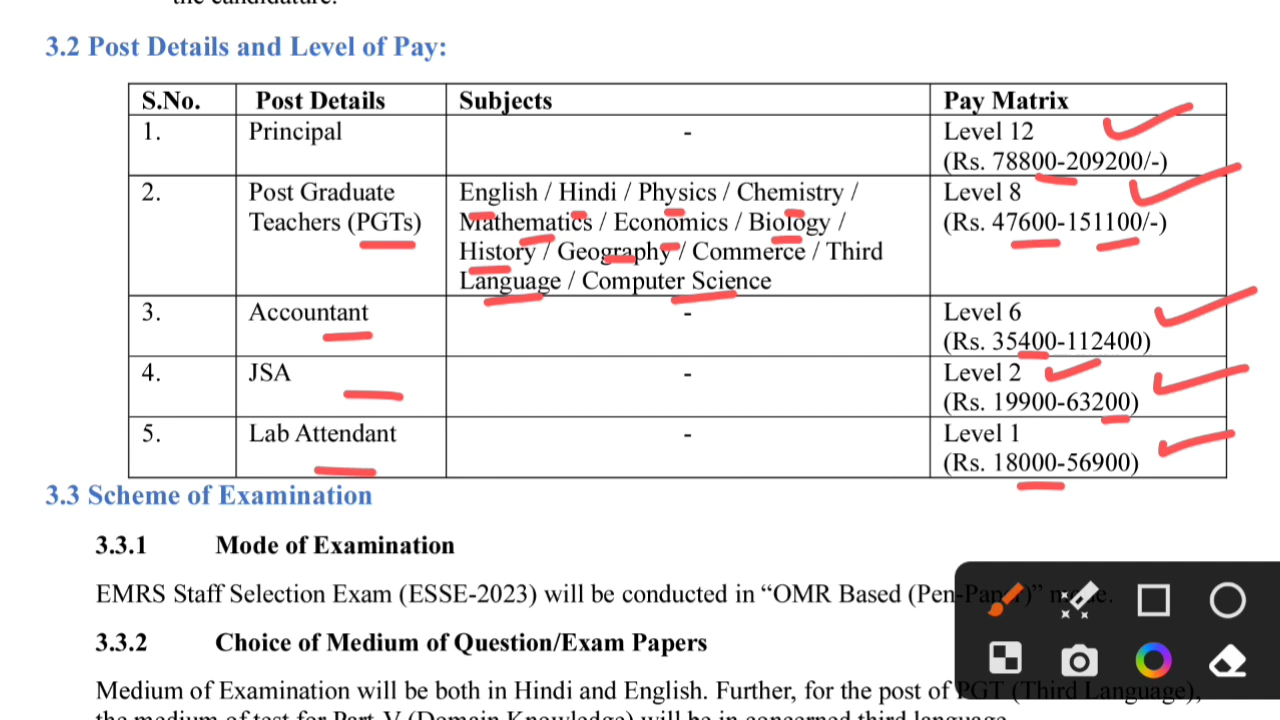 3.2 Post Details and Level of Pay:
S.No. Post Details Subjects Pay Matrix
1. Principal - Level 12
(Rs. 78800-209200/-)
2. Post Graduate English / Hindi / Physics / Chemistry / Level 8
Teachers (PGTs) Mathematics / Economics / Biology / (Rs. 47600-151100/-)
History / Geography / Commerce / Third
Language / Computer Science
3. Accountant - Level 6
(Rs. 35400-112400)
4. JSA - Level 2
(Rs. 19900-63200)
5. Lab Attendant - Level 1
(Rs. 18000-56900)
3.3 Scheme of Examination
3.3.1 Mode of Examination
EMRS Staff Selection Exam (ESSE-2023) will be conducted in “OMR Based (Pen-
3.3.2 Choice of Medium of Question/Exam Papers
Medium of Examination will be both in Hindi and English. Further, for the post of PGT (Third Language),